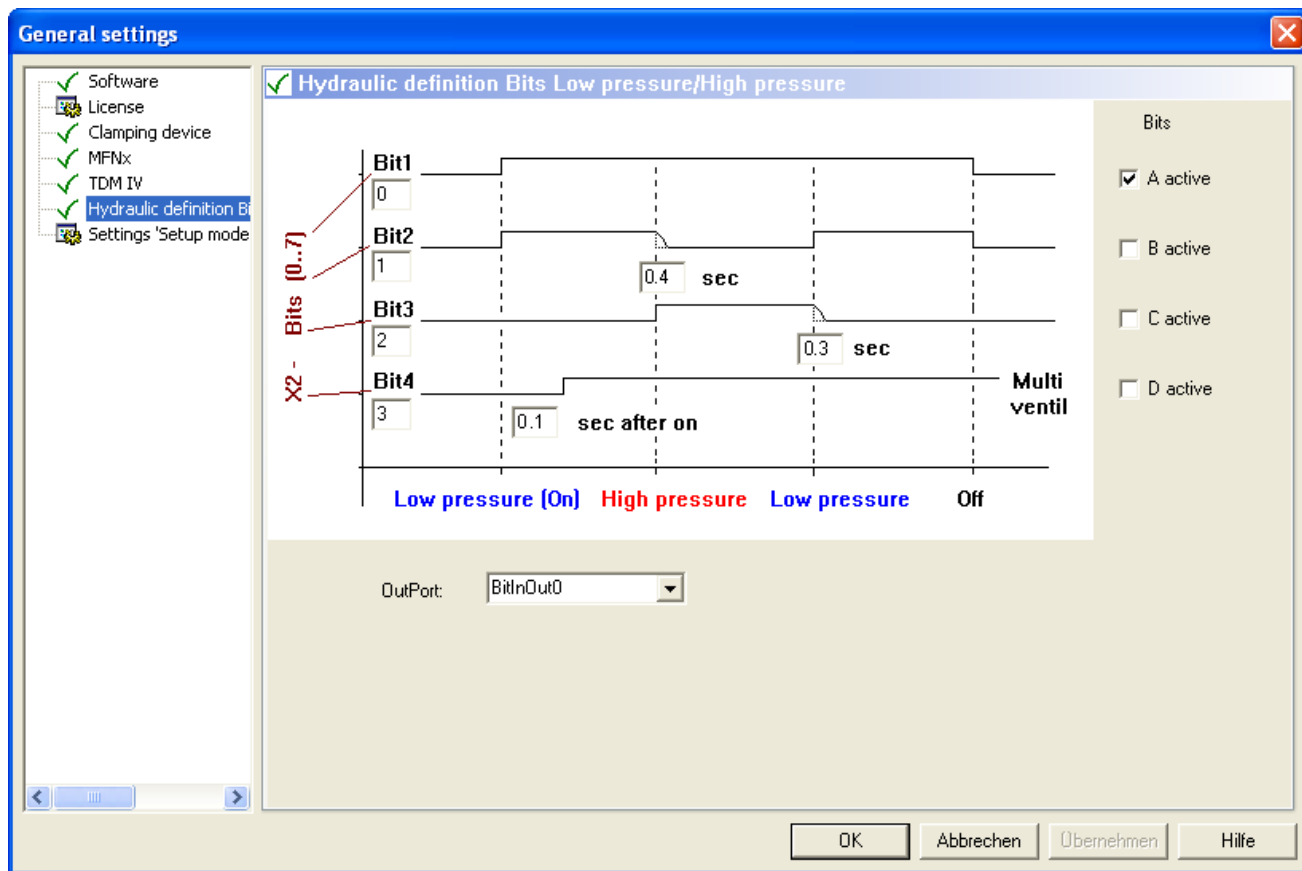 General settings
Software
License
Clamping device
MFNx
TDM IV
Hydraulic definition Bi
Settings 'Setup mode
Hydraulic definition Bits Low pressure/High pressure
Bits
A active
B active
C active
D active
X2 - Bits (0..7)
Bit1
0
Bit2
1
0.4 sec
Bit3
2
0.3 sec
Bit4
3
0.1 sec after on
Multi
ventil
Low pressure (On) High pressure Low pressure Off
OutPort: BitInOut0
OK Abbrechen Übernehmen Hilfe